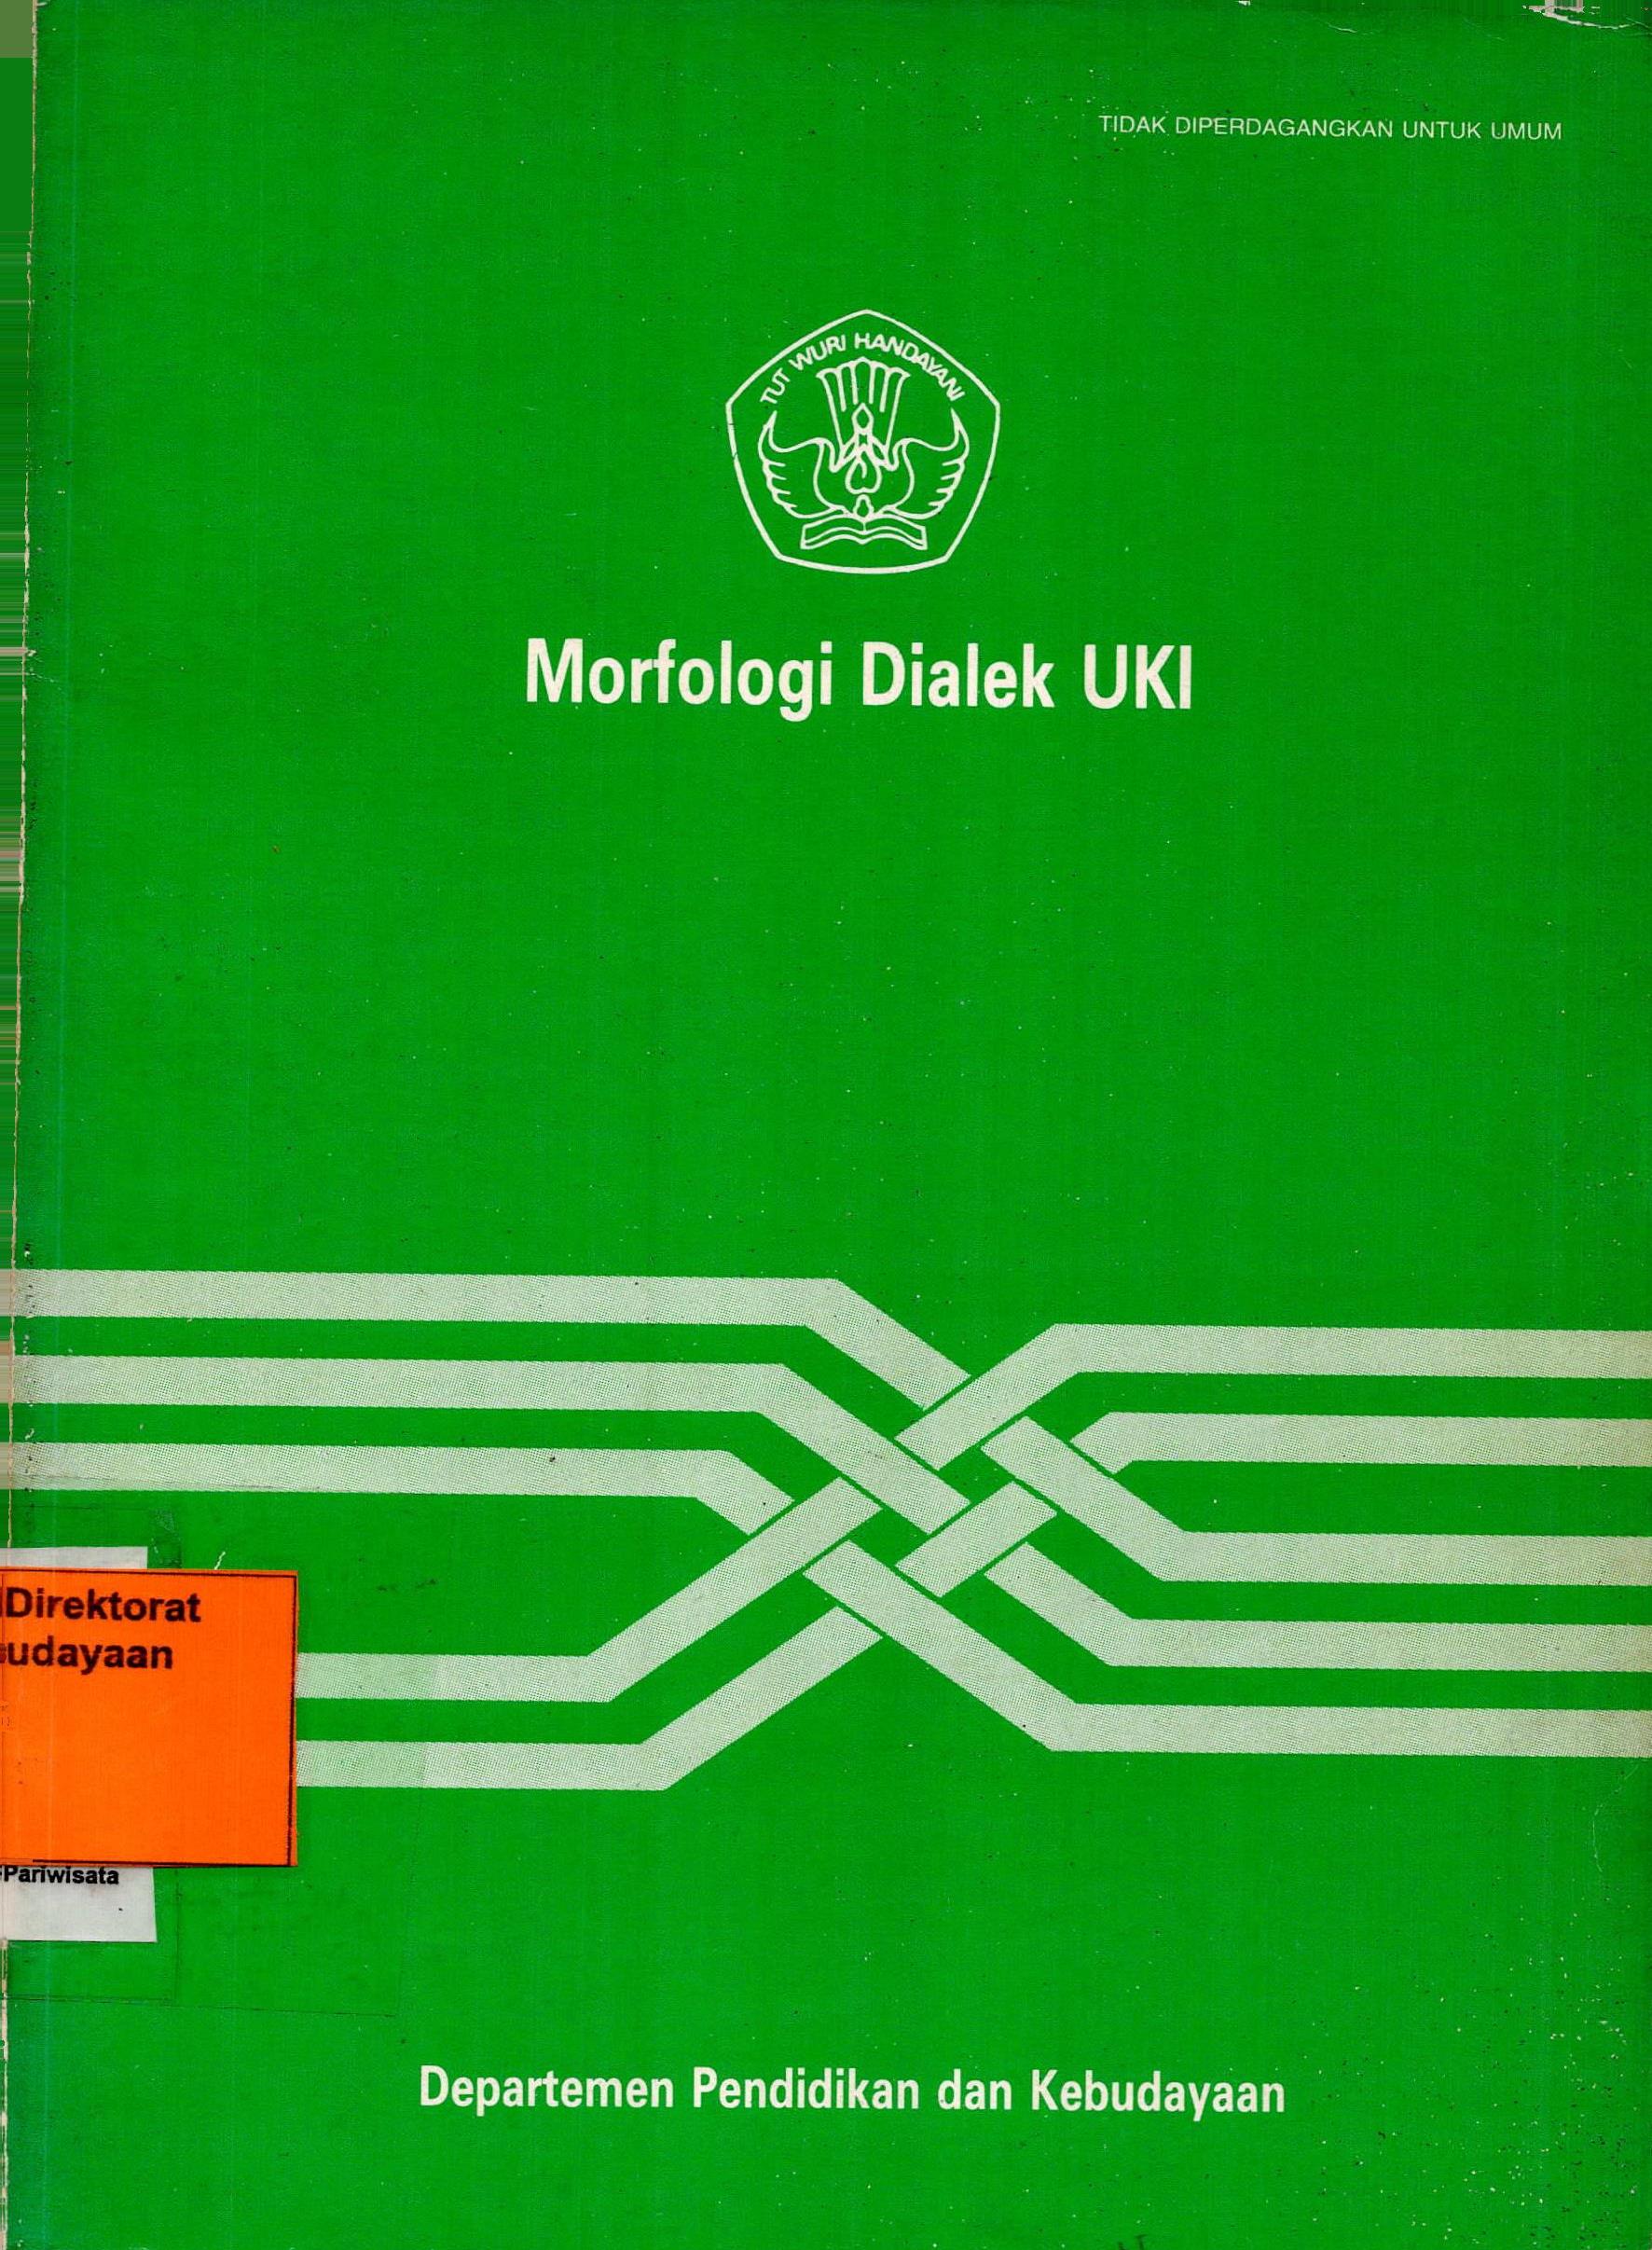 TIDAK DIPERDAGANGKAN UNTUK UMUM
TUT WURI HANDAYANI
Morfologi Dialek UKI
Direktorat
udayaan
Pariwisata
Departemen Pendidikan dan Kebudayaan